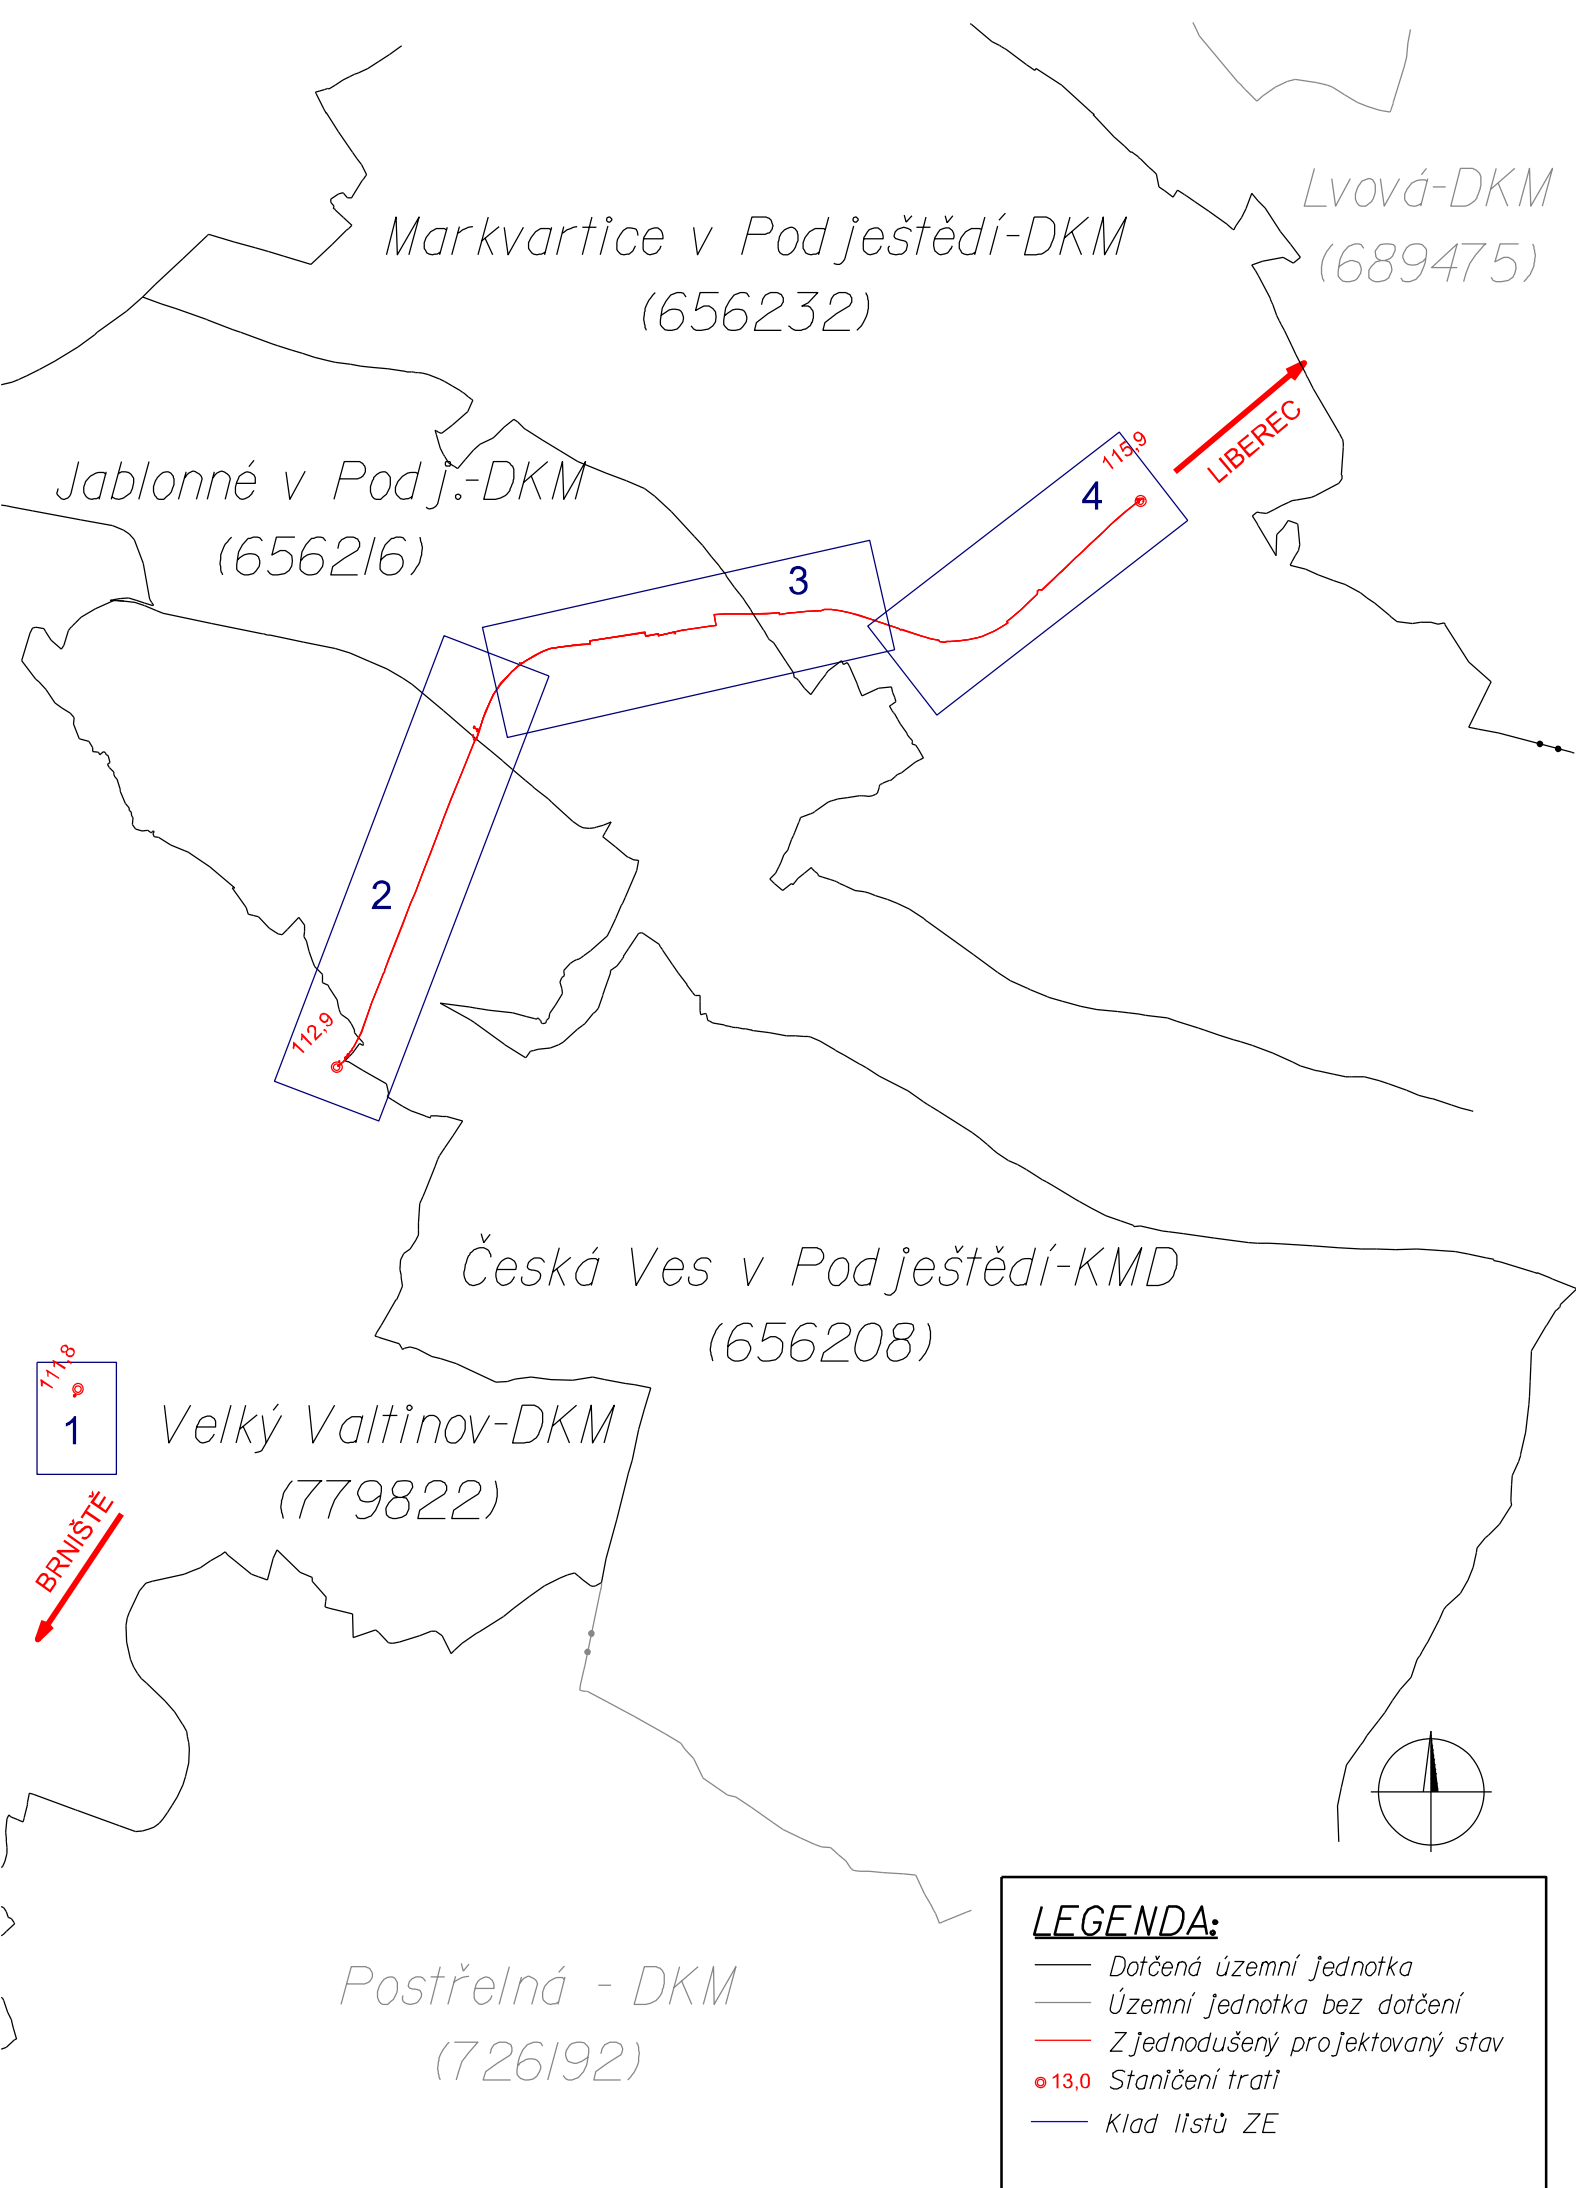 Lvová-DKM
(689475)
Markvartice v Podještědí-DKM
(656232)
LIBEREC
115,9
4
Jablonné v Podj.-DKM
(656216)
3
2
112,9
Česká Ves v Podještědí-KMD
(656208)
111,8
1
Velký Valtinov-DKM
(779822)
BRNIŠTĚ
Postřelná - DKM
(726192)
LEGENDA:
Dotčená územní jednotka
Územní jednotka bez dotčení
Zjednodušený projektovaný stav
13,0 Staničení trati
Klad listů ZE